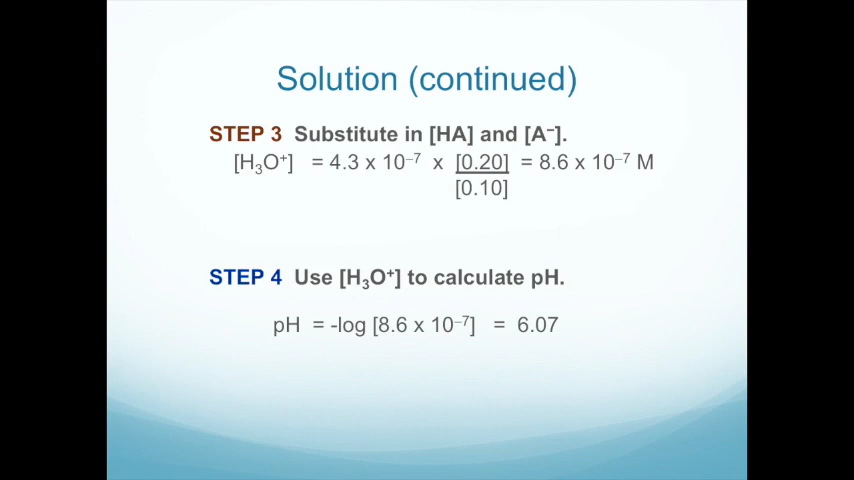 Solution (continued)
STEP 3 Substitute in [HA] and [A⁻].
[H₃O⁺] = 4.3 x 10⁻⁷ x [0.20] = 8.6 x 10⁻⁷ M
[0.10]
STEP 4 Use [H₃O⁺] to calculate pH.
pH = -log [8.6 x 10⁻⁷] = 6.07